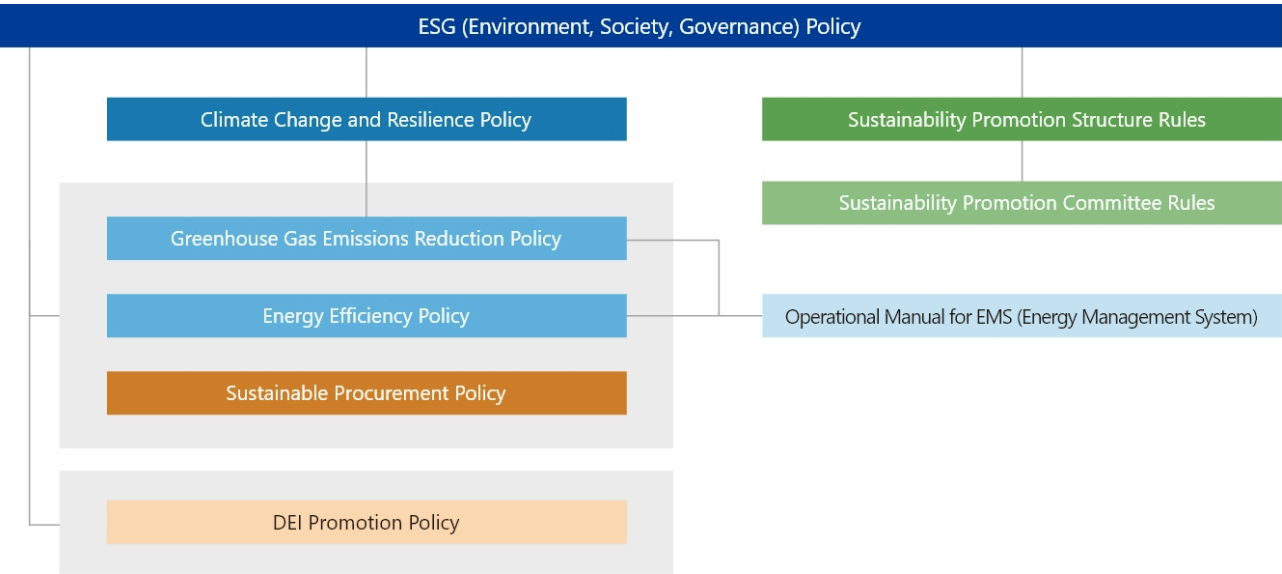 ESG (Environment, Society, Governance) Policy
Climate Change and Resilience Policy
Sustainability Promotion Structure Rules
Sustainability Promotion Committee Rules
Greenhouse Gas Emissions Reduction Policy
Energy Efficiency Policy
Operational Manual for EMS (Energy Management System)
Sustainable Procurement Policy
DEI Promotion Policy